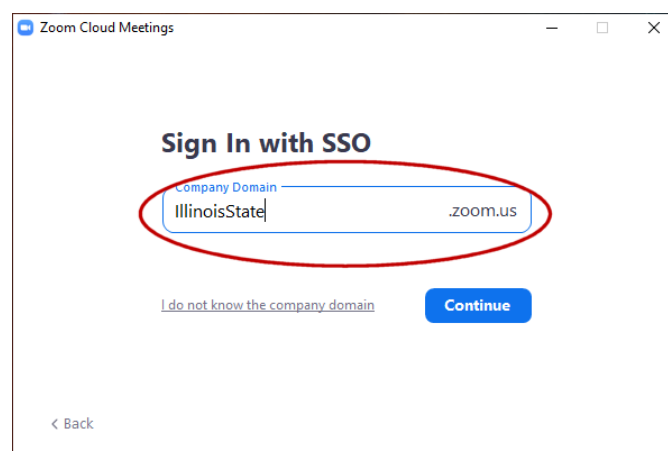 Zoom Cloud Meetings
Sign In with SSO
Company Domain
IllinoisState .zoom.us
I do not know the company domain Continue
< Back